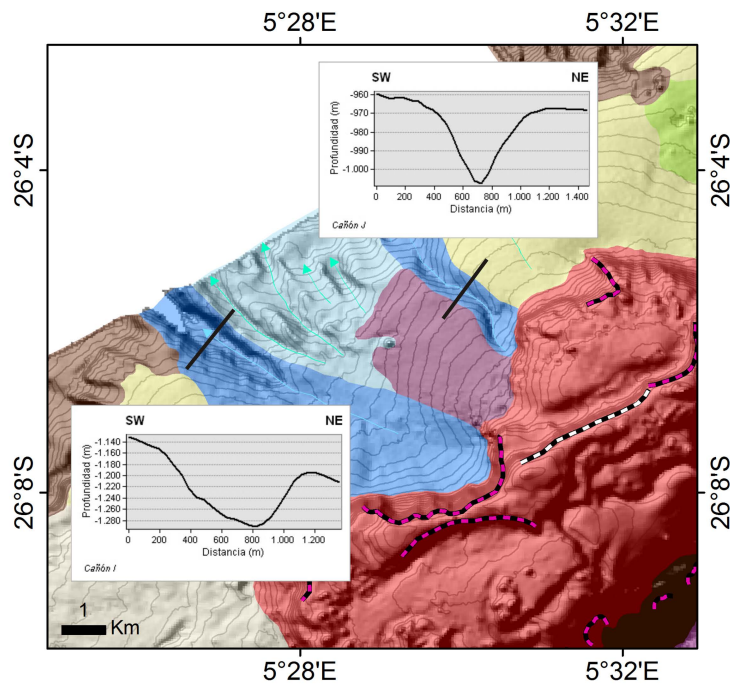 5°28'E 5°32'E
26°4'S
26°4'S
SW NE
Profundidad (m)
-960
-970
-980
-990
-1.000
0 200 400 600 800 1.000 1.200 1.400
Distancia (m)
Cañón J
SW NE
Profundidad (m)
-1.140
-1.160
-1.180
-1.200
-1.220
-1.240
-1.260
-1.280
0 200 400 600 800 1.000 1.200
Distancia (m)
Cañón I
26°8'S
26°8'S
1
Km
5°28'E 5°32'E